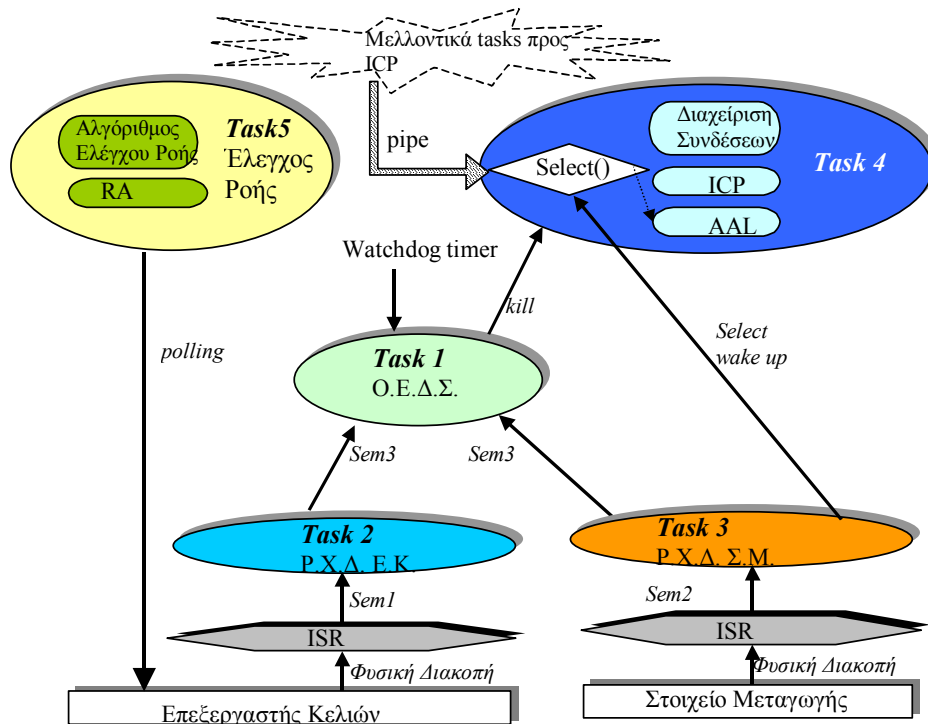 Μελλοντικά tasks προς
ICP
Αλγόριθμος
Ελέγχου Ροής
RA
Task5
Έλεγχος
Ροής
pipe
Select()
Διαχείριση
Συνδέσεων
ICP
AAL
Task 4
Watchdog timer
kill
polling
Select
wake up
Task 1
Ο.Ε.Δ.Σ.
Sem3
Sem3
Task 2
Ρ.Χ.Δ. Ε.Κ.
Task 3
Ρ.Χ.Δ. Σ.Μ.
Sem1
Sem2
ISR
ISR
Φυσική Διακοπή
Φυσική Διακοπή
Επεξεργαστής Κελιών
Στοιχείο Μεταγωγής